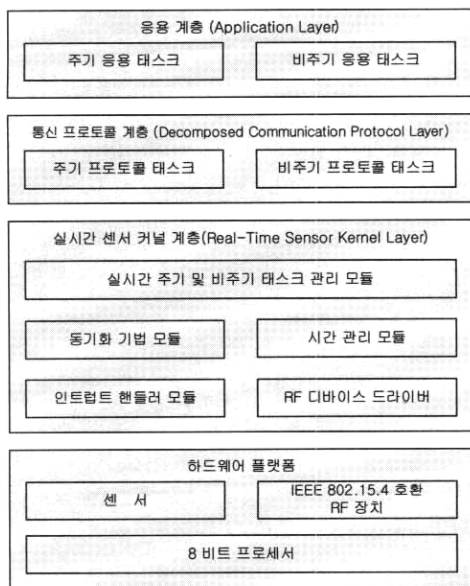 응용 계층 (Application Layer)
주기 응용 태스크
비주기 응용 태스크
통신 프로토콜 계층 (Decomposed Communication Protocol Layer)
주기 프로토콜 태스크
비주기 프로토콜 태스크
실시간 센서 커널 계층(Real-Time Sensor Kernel Layer)
실시간 주기 및 비주기 태스크 관리 모듈
동기화 기법 모듈
시간 관리 모듈
인트럽트 핸들러 모듈
RF 디바이스 드라이버
하드웨어 플랫폼
센 서
IEEE 802.15.4 호환
RF 장치
8 비트 프로세서